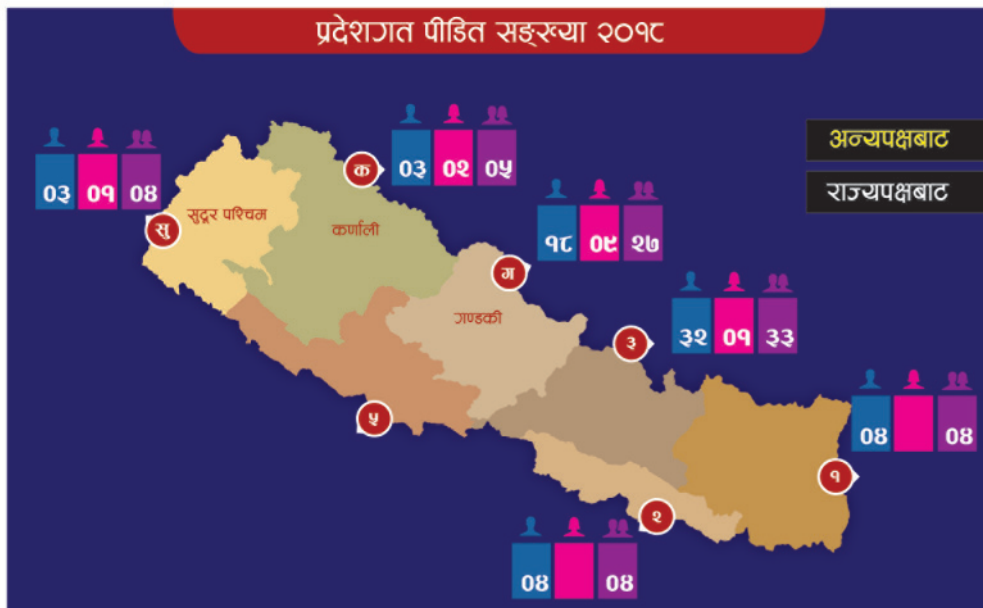 प्रदेशगत पीडित सङ्ख्या २०१८
०३ ०१ ०४
०३ ०२ ०५
अन्यपक्षबाट
राज्यपक्षबाट
क
सुदूर पश्चिम
सु
कर्णाली
१८ ०९ २७
ग
गण्डकी
३२ ०१ ३३
३
०४ ०४
५
१
२
०४ ०४